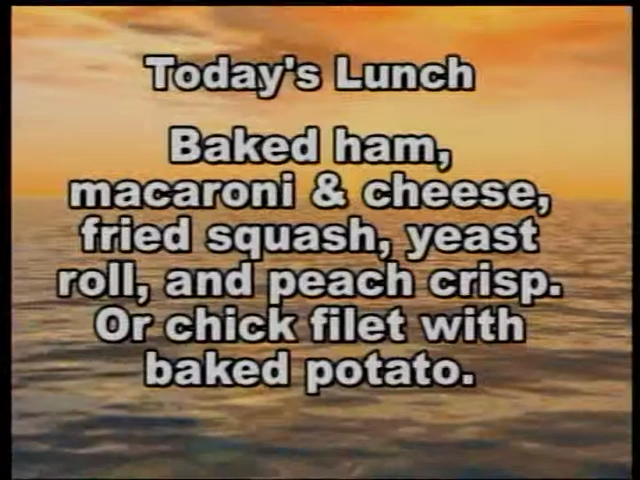 Today's Lunch
Baked ham,
macaroni & cheese,
fried squash, yeast
roll, and peach crisp.
Or chick filet with
baked potato.